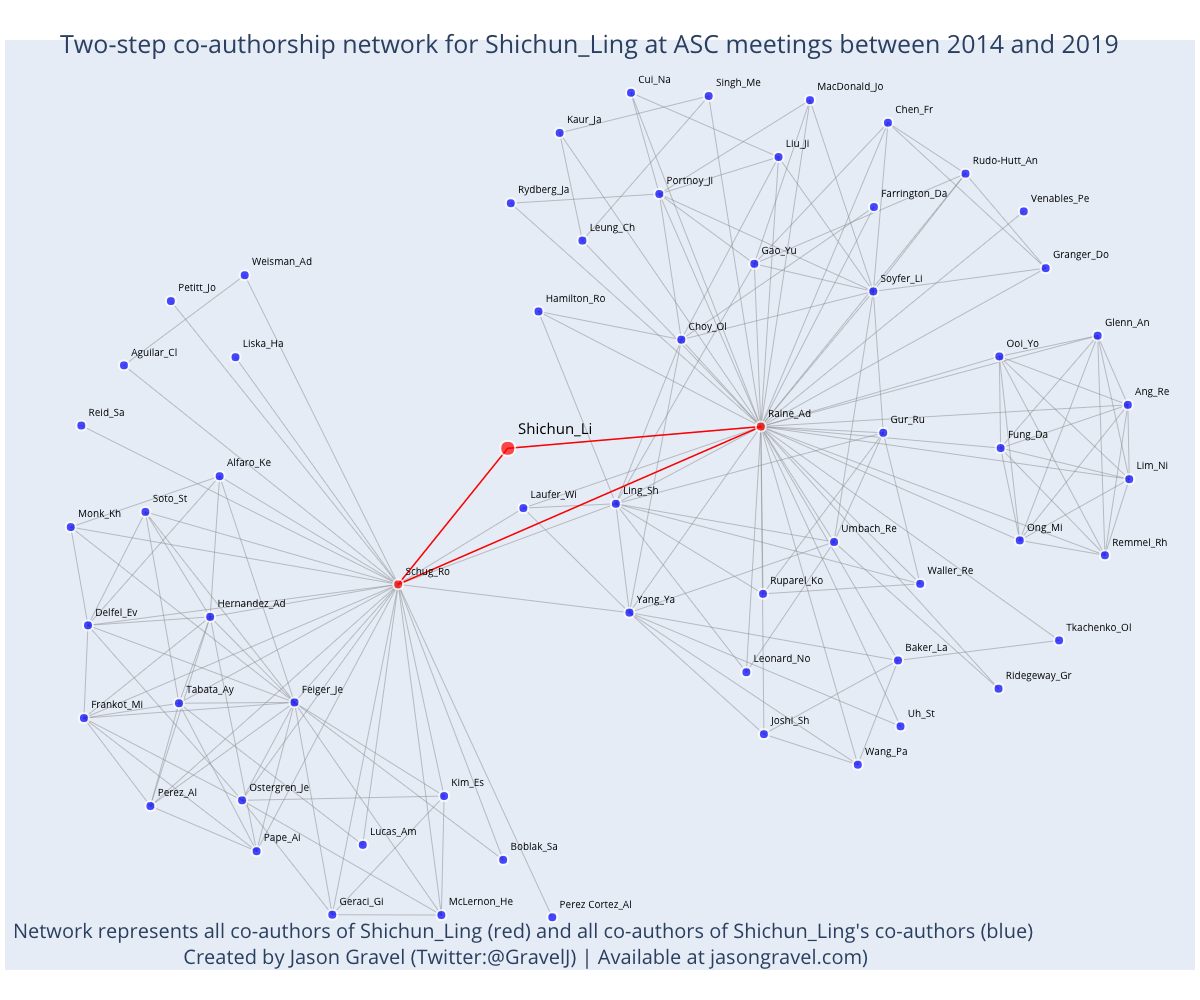 Two-step co-authorship network for Shichun_Ling at ASC meetings between 2014 and 2019
Cui_Na
Singh_Me
MacDonald_Jo
Chen_Fr
Kaur_Ja
Liu_Ji
Rudo-Hutt_An
Portnoy_Ji
Rydberg_Ja
Farrington_Da
Venables_Pe
Leung_Ch
Gao_Yu
Granger_Do
Weisman_Ad
Soyfer_Li
Petitt_Jo
Hamilton_Ro
Glenn_An
Choy_Ol
Liska_Ha
Ooi_Yo
Aguilar_Cl
Ang_Re
Reid_Sa
Raine_Ad
Gur_Ru
Shichun_Li
Fung_Da
Alfaro_Ke
Lim_Ni
Soto_St
Laufer_Wi
Ling_Sh
Monk_Kh
Umbach_Re
Ong_Mi
Remmel_Rh
Schug_Ro
Ruparel_Ko
Waller_Re
Delfel_Ev
Hernandez_Ad
Yang_Ya
Tkachenko_Ol
Baker_La
Leonard_No
Ridegeway_Gr
Tabata_Ay
Feiger_Je
Frankot_Mi
Joshi_Sh
Uh_St
Wang_Pa
Perez_Al
Ostergren_Je
Kim_Es
Pape_Ai
Lucas_Am
Boblak_Sa
Geraci_Gi
McLernon_He
Perez Cortez_Al
Network represents all co-authors of Shichun_Ling (red) and all co-authors of Shichun_Ling's co-authors (blue)
Created by Jason Gravel (Twitter:@GravelJ) | Available at jasongravel.com)